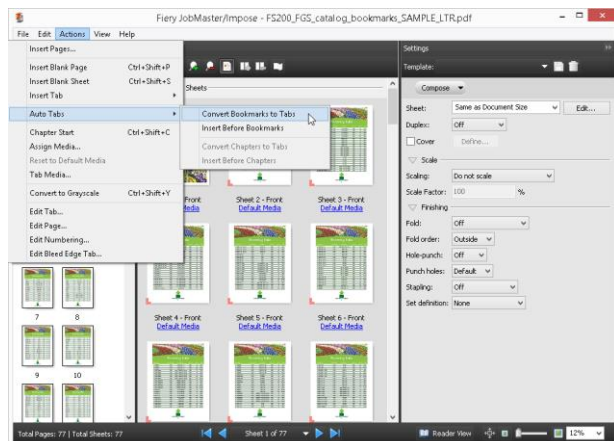 Fiery JobMaster/Impose - FS200_FGS_catalog_bookmarks_SAMPLE_LTR.pdf
File Edit Actions View Help
Insert Pages...
Insert Blank Page Ctrl+Shift+P
Insert Blank Sheet Ctrl+Shift+S
Insert Tab
Auto Tabs
Chapter Start Ctrl+Shift+C
Assign Media...
Reset to Default Media
Tab Media...
Convert to Grayscale Ctrl+Shift+Y
Edit Tab...
Edit Page...
Edit Numbering...
Edit Bleed Edge Tab...
Convert Bookmarks to Tabs
Insert Before Bookmarks
Convert Chapters to Tabs
Insert Before Chapters
7 8
9 10
Sheets
Front Sheet 2 - Front Sheet 3 - Front
Media Default Media Default Media
Sheet 4 - Front Sheet 5 - Front Sheet 6 - Front
Default Media Default Media Default Media
Settings
Template:
Compose
Sheet: Same as Document Size Edit...
Duplex: Off
Cover Define...
Scale
Scaling: Do not scale
Scale Factor: 100 %
Finishing
Fold: Off
Fold order: Outside
Hole-punch: Off
Punch holes: Default
Stapling: Off
Set definition: None
Total Pages: 77 | Total Sheets: 77 Sheet 1 of 77 Reader View 12%